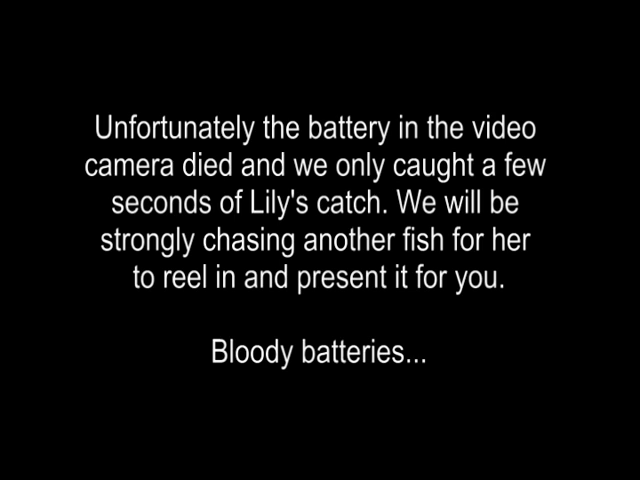 Unfortunately the battery in the video
camera died and we only caught a few
seconds of Lily's catch. We will be
strongly chasing another fish for her
to reel in and present it for you.
Bloody batteries...